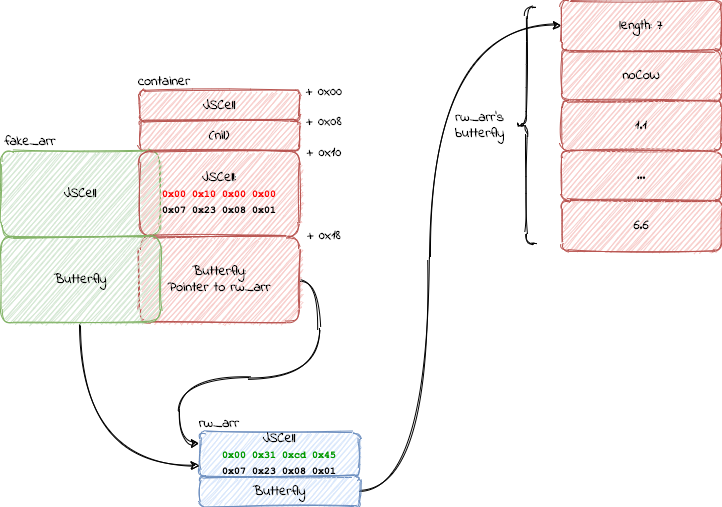 container
+ 0x00
JSCell
+ 0x08
(nil)
+ 0x10
fake_arr
JSCell
JSCell:
0x00 0x10 0x00 0x00
0x07 0x23 0x08 0x01
+ 0x18
Butterfly
Butterfly:
Pointer to rw_arr
rw_arr
JSCell
0x00 0x31 0xcd 0x45
0x07 0x23 0x08 0x01
Butterfly
rw_arr's
butterfly
length: 7
noCoW
1.1
...
6.6